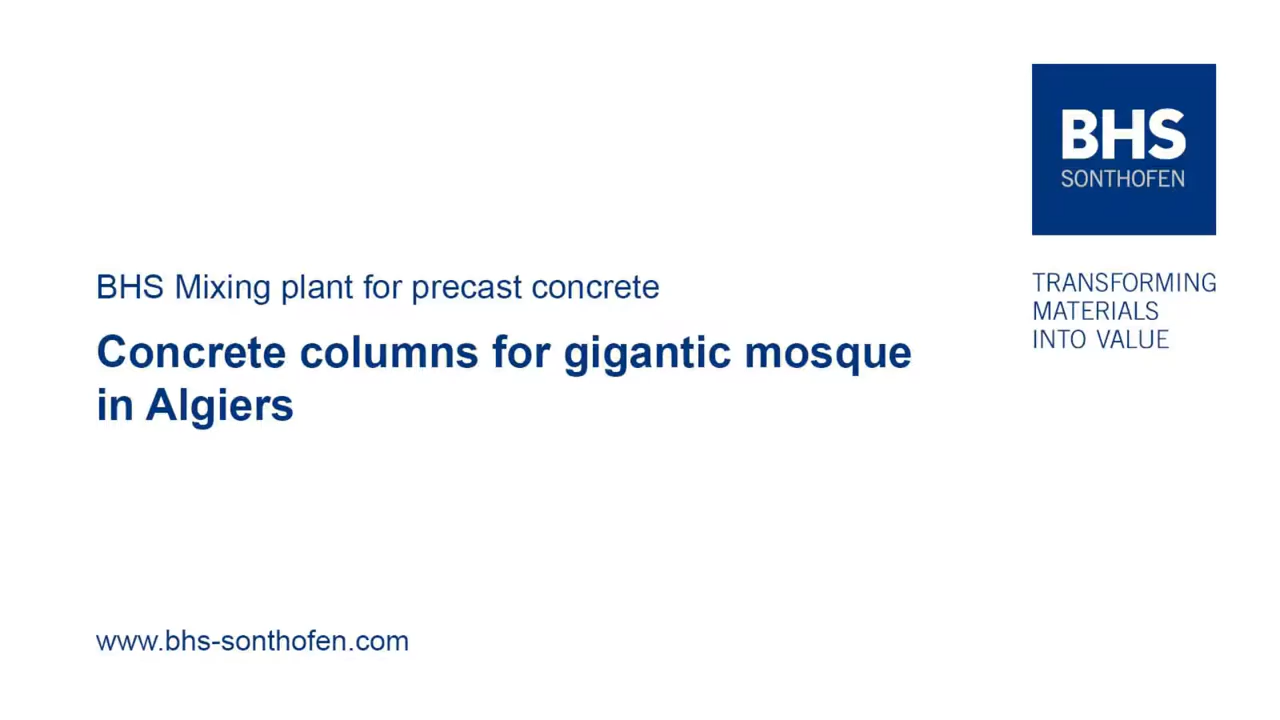 BHS
SONTHOFEN
TRANSFORMING
MATERIALS
INTO VALUE
BHS Mixing plant for precast concrete
Concrete columns for gigantic mosque
in Algiers
www.bhs-sonthofen.com